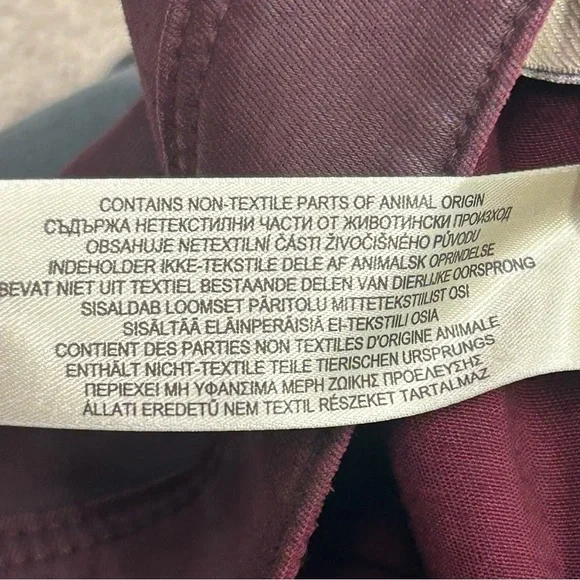 CONTAINS NON-TEXTILE PARTS OF ANIMAL ORIGIN
СЪДЪРЖА НЕТЕКСТИЛНИ ЧАСТИ ОТ ЖИВОТИНСКИ ПРОИЗХОД
OBSAHUJE NETEXTILNÍ ČÁSTI ŽIVOČIŠNÉHO PŮVODU
INDEHOLDER IKKE-TEKSTILE DELE AF ANIMALSK OPRINDELSE
BEVAT NIET UIT TEXTIEL BESTAANDE DELEN VAN DIERLIJKE OORSPRONG
SISALDAB LOOMSET PÄRITOLU MITTETEKSTIILIST OSI
SISÄLTÄÄ ELÄINPERÄISIÄ EI-TEKSTIILI OSIA
CONTIENT DES PARTIES NON TEXTILES D'ORIGINE ANIMALE
ENTHÄLT NICHT-TEXTILE TEILE TIERISCHEN URSPRUNGS
ΠΕΡΙΕΧΕΙ ΜΗ ΥΦΑΝΣΙΜΑ ΜΕΡΗ ΖΩΙΚΗΣ ΠΡΟΕΛΕΥΣΗΣ
ÁLLATI EREDETŰ NEM TEXTIL RÉSZEKET TARTALMAZ